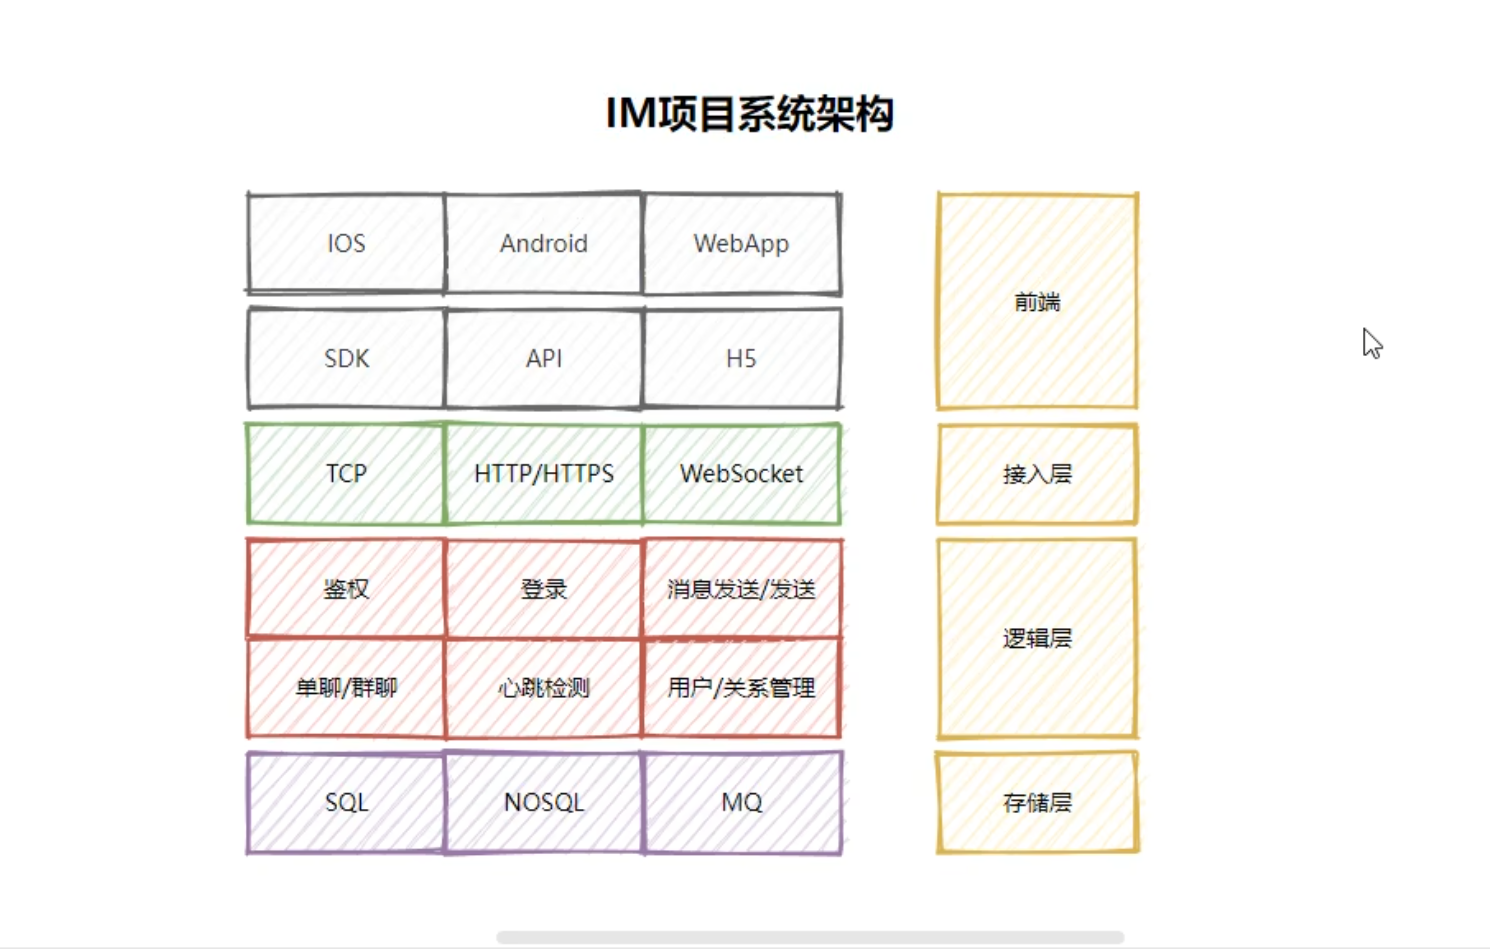 IM项目系统架构
IOS
Android
WebApp
前端
SDK
API
H5
TCP
HTTP/HTTPS
WebSocket
接入层
鉴权
登录
消息发送/发送
逻辑层
单聊/群聊
心跳检测
用户/关系管理
SQL
NOSQL
MQ
存储层